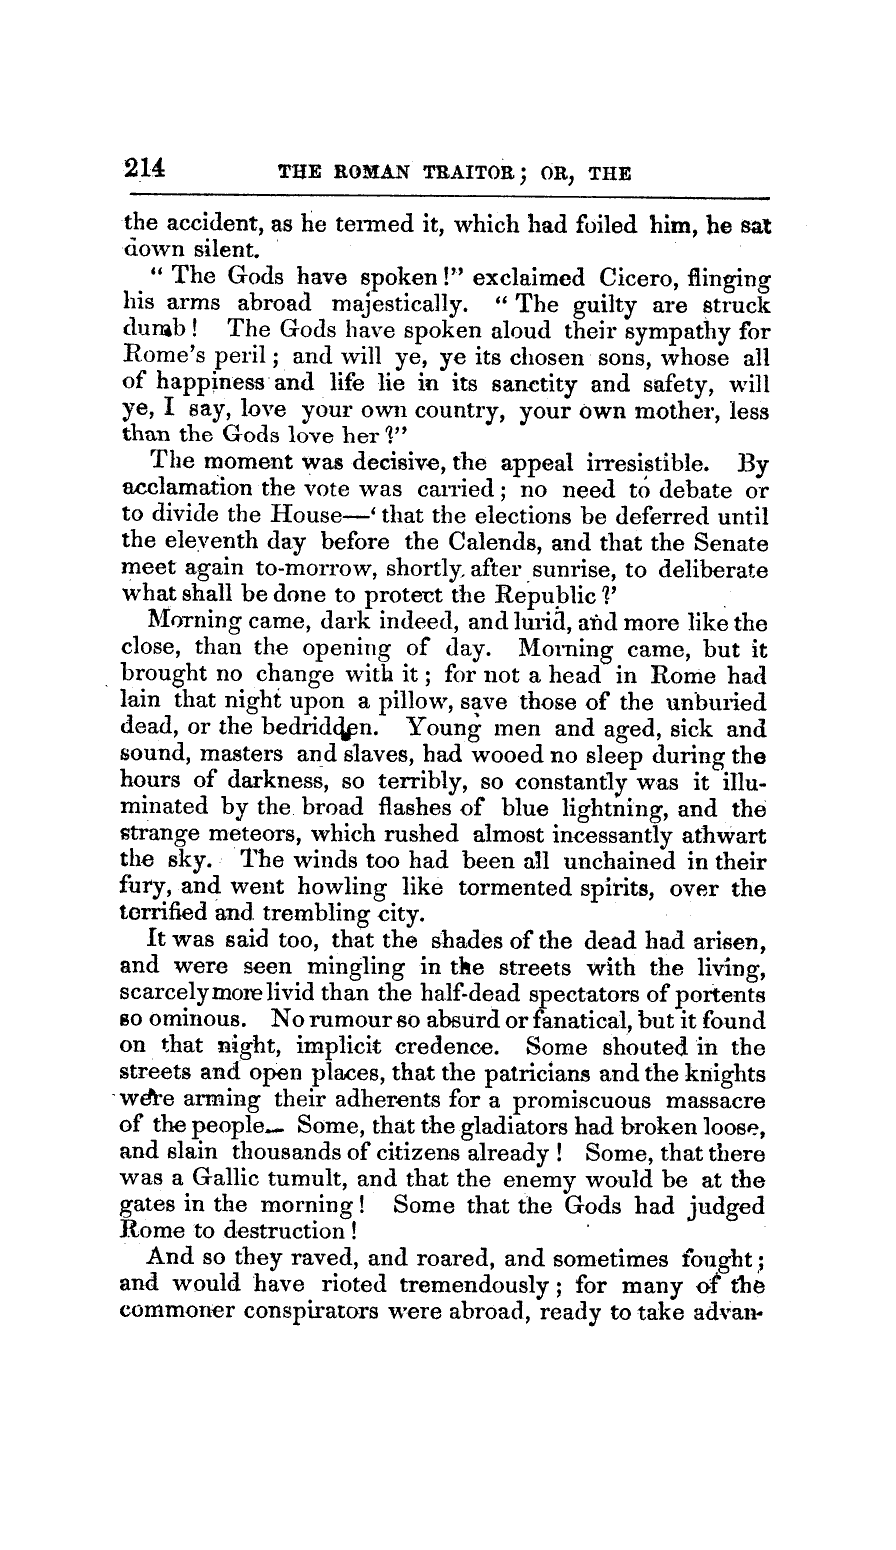 214 THE ROMAN TRAITOR; OR, THE
the accident, as he termed it, which had foiled him, he sat
down silent.
“ The Gods have spoken!” exclaimed Cicero, flinging
his arms abroad majestically. “ The guilty are struck
dumb! The Gods have spoken aloud their sympathy for
Rome’s peril; and will ye, ye its chosen sons, whose all
of happiness and life lie in its sanctity and safety, will
ye, I say, love your own country, your own mother, less
than the Gods love her?”
The moment was decisive, the appeal irresistible. By
acclamation the vote was carried; no need to debate or
to divide the House—‘ that the elections be deferred until
the eleventh day before the Calends, and that the Senate
meet again to-morrow, shortly after sunrise, to deliberate
what shall be done to protect the Republic?’
Morning came, dark indeed, and lurid, and more like the
close, than the opening of day. Morning came, but it
brought no change with it; for not a head in Rome had
lain that night upon a pillow, save those of the unburied
dead, or the bedridden. Young men and aged, sick and
sound, masters and slaves, had wooed no sleep during the
hours of darkness, so terribly, so constantly was it illu-
minated by the broad flashes of blue lightning, and the
strange meteors, which rushed almost incessantly athwart
the sky. The winds too had been all unchained in their
fury, and went howling like tormented spirits, over the
terrified and trembling city.
It was said too, that the shades of the dead had arisen,
and were seen mingling in the streets with the living,
scarcely more livid than the half-dead spectators of portents
so ominous. No rumour so absurd or fanatical, but it found
on that night, implicit credence. Some shouted in the
streets and open places, that the patricians and the knights
were arming their adherents for a promiscuous massacre
of the people. Some, that the gladiators had broken loose,
and slain thousands of citizens already! Some, that there
was a Gallic tumult, and that the enemy would be at the
gates in the morning! Some that the Gods had judged
Rome to destruction!
And so they raved, and roared, and sometimes fought;
and would have rioted tremendously; for many of the
commoner conspirators were abroad, ready to take advan-